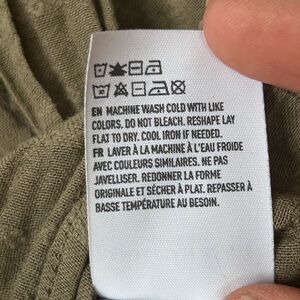 EN MACHINE WASH COLD WITH LIKE
COLORS, DO NOT BLEACH. RESHAPE LAY
FLAT TO DRY. COOL IRON IF NEEDED.
FR LAVER À LA MACHINE À L'EAU FROIDE
AVEC COULEURS SIMILAIRES. NE PAS
JAVELLISER. REDONNER LA FORME
ORIGINALE ET SÉCHER À PLAT. REPASSER À
BASSE TEMPÉRATURE AU BESOIN.